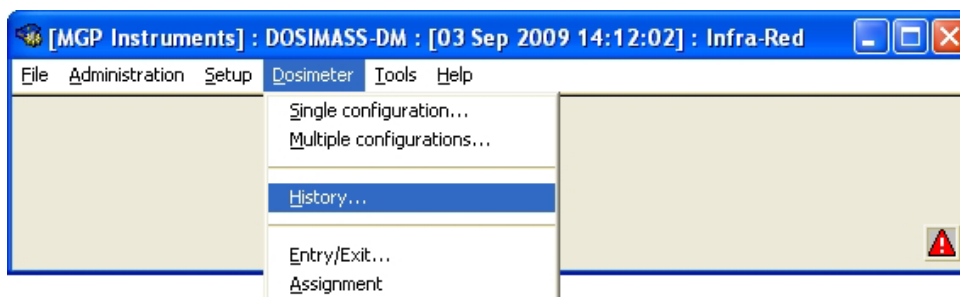 [MGP Instruments] : DOSIMASS-DM : [03 Sep 2009 14:12:02] : Infra-Red
File Administration Setup Dosimeter Tools Help
Single configuration...
Multiple configurations...
History...
Entry/Exit...
Assignment